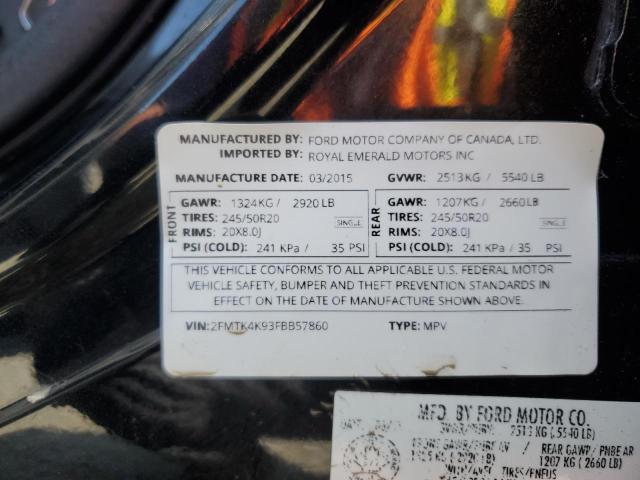 MANUFACTURED BY: FORD MOTOR COMPANY OF CANADA, LTD.
IMPORTED BY: ROYAL EMERALD MOTORS INC
MANUFACTURE DATE: 03/2015 GVWR: 2513KG / 5540 LB
FRONT
GAWR: 1324KG / 2920 LB
TIRES: 245/50R20
SINGLE
RIMS: 20X8.0J
PSI (COLD): 241 KPa / 35 PSI
REAR
GAWR: 1207KG / 2660LB
TIRES: 245/50R20
SINGLE
RIMS: 20X8.0J
PSI (COLD): 241 KPa / 35 PSI
THIS VEHICLE CONFORMS TO ALL APPLICABLE U.S. FEDERAL MOTOR
VEHICLE SAFETY, BUMPER AND THEFT PREVENTION STANDARDS IN
EFFECT ON THE DATE OF MANUFACTURE SHOWN ABOVE.
VIN:2FMTK4K93FBB57860 TYPE: MPV
MFD. BY FORD MOTOR CO.
2513 KG ( 5540 LB)
REAR GAWR/ PNBE AR
1207 KG ( 2660 LB)
TIRES/PNEUS